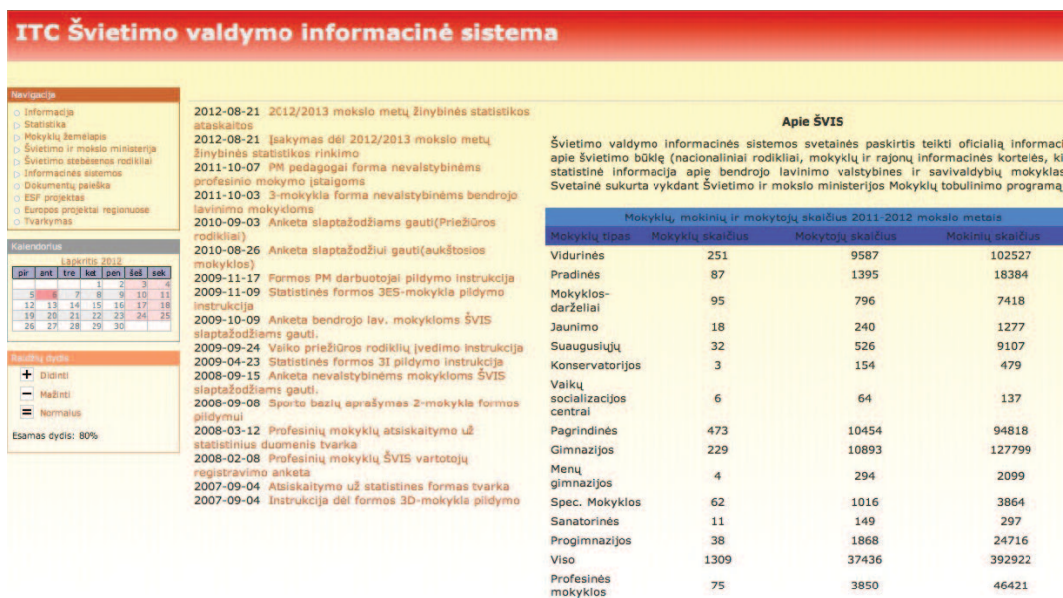 ITC Švietimo valdymo informacinė sistema
Navigacija
Informacija
Statistika
Mokyklų žemėlapis
Švietimo ir mokslo ministerija
Švietimo stebėsenos rodikliai
Informacinės sistemos
Dokumentų paieška
ESF projektas
Europos projektai regionuose
Tvarkymas
Kalendorius
Lapkritis 2012
pir ant tre ket pen šeš sek
1 2 3 4
5 6 7 8 9 10 11
12 13 14 15 16 17 18
19 20 21 22 23 24 25
26 27 28 29 30
Raidžių dydis
Didinti
Mažinti
Normalus
Esamas dydis: 80%
2012-08-21 2012/2013 mokslo metų žinybinės statistikos
ataskaitos
2012-08-21 Įsakymas dėl 2012/2013 mokslo metų
žinybinės statistikos rinkimo
2011-10-07 PM pedagogai forma nevalstybinėms
profesinio mokymo įstaigoms
2011-10-03 3-mokykla forma nevalstybinėms bendrojo
lavinimo mokykloms
2010-09-03 Anketa slaptažodžiams gauti(Priežiūros
rodikliai)
2010-08-26 Anketa slaptažodžiui gauti(aukštosios
mokyklos)
2009-11-17 Formos PM darbuotojai pildymo instrukcija
2009-11-09 Statistinės formos 3ES-mokykla pildymo
instrukcija
2009-10-09 Anketa bendrojo lav. mokykloms ŠVIS
slaptažodžiams gauti.
2009-09-24 Vaiko priežiūros rodiklių įvedimo instrukcija
2009-04-23 Statistinės formos 3I pildymo instrukcija
2008-09-15 Anketa nevalstybinėms mokykloms ŠVIS
slaptažodžiams gauti.
2008-09-08 Sporto bazių aprašymas 2-mokykla formos
pildymui
2008-03-12 Profesinių mokyklų atsiskaitymo už
statistinius duomenis tvarka
2008-02-08 Profesinių mokyklų ŠVIS vartotojų
registravimo anketa
2007-09-04 Atsiskaitymo už statistines formas tvarka
2007-09-04 Instrukcija dėl formos 3D-mokykla pildymo
Apie ŠVIS
Švietimo valdymo informacinės sistemos svetainės paskirtis teikti oficialią informaci
apie švietimo būklę (nacionaliniai rodikliai, mokyklų ir rajonų informacinės kortelės, ki
statistinė informacija apie bendrojo lavinimo valstybines ir savivaldybių mokyklas
Svetainė sukurta vykdant Švietimo ir mokslo ministerijos Mokyklų tobulinimo programą
Mokyklų, mokinių ir mokytojų skaičius 2011-2012 mokslo metais
Mokyklų tipas Mokyklų skaičius Mokytojų skaičius Mokinių skaičius
Vidurinės 251 9587 102527
Pradinės 87 1395 18384
Mokyklos-
darželiai 95 796 7418
Jaunimo 18 240 1277
Suaugusiųjų 32 526 9107
Konservatorijos 3 154 479
Vaikų
socializacijos 6 64 137
centrai
Pagrindinės 473 10454 94818
Gimnazijos 229 10893 127799
Menų
gimnazijos 4 294 2099
Spec. Mokyklos 62 1016 3864
Sanatorinės 11 149 297
Progimnazijos 38 1868 24716
Viso 1309 37436 392922
Profesinės
mokyklos 75 3850 46421